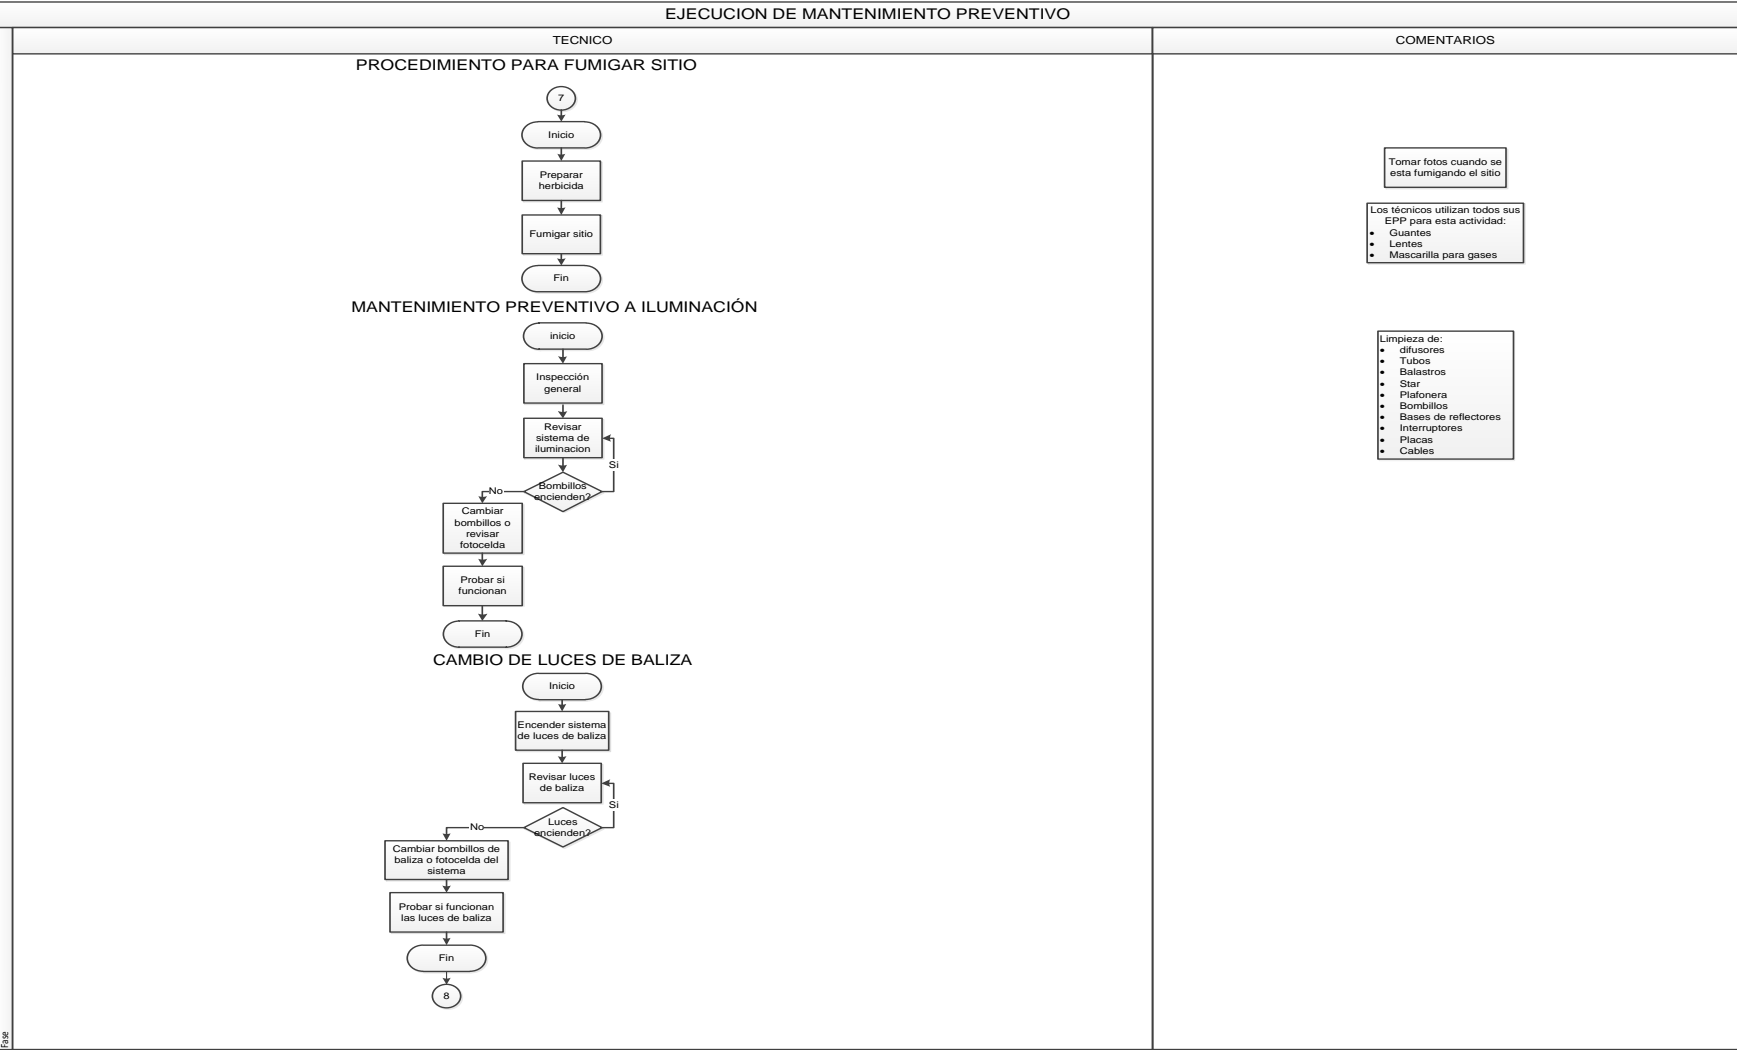 EJECUCION DE MANTENIMIENTO PREVENTIVO
TECNICO
COMENTARIOS
PROCEDIMIENTO PARA FUMIGAR SITIO
7
Inicio
Preparar
herbicida
Fumigar sitio
Fin
Tomar fotos cuando se
esta fumigando el sitio
Los técnicos utilizan todos sus
EPP para esta actividad:
• Guantes
• Lentes
• Mascarilla para gases
MANTENIMIENTO PREVENTIVO A ILUMINACIÓN
inicio
Inspección
general
Revisar
sistema de
iluminacion
Si
Bombillos
encienden?
No
Cambiar
bombillos o
revisar
fotocelda
Probar si
funcionan
Fin
Limpieza de:
• difusores
• Tubos
• Balastros
• Star
• Plafonera
• Bombillos
• Bases de reflectores
• Interruptores
• Placas
• Cables
CAMBIO DE LUCES DE BALIZA
Inicio
Encender sistema
de luces de baliza
Revisar luces
de baliza
Si
Luces
encienden?
No
Cambiar bombillos de
baliza o fotocelda del
sistema
Probar si funcionan
las luces de baliza
Fin
8
Fase